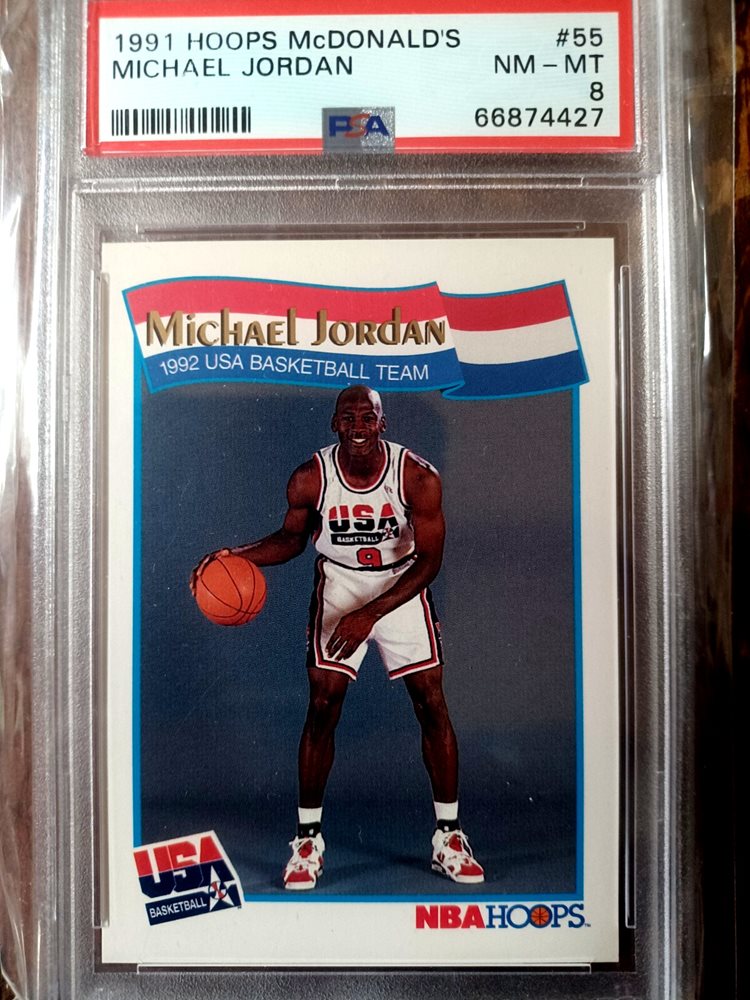 1991 HOOPS McDONALD'S #55
MICHAEL JORDAN NM – MT
8
PSA 66874427
Michael Jordan
1992 USA BASKETBALL TEAM
USA
BASKETBALL
9
USA
BASKETBALL
NBA HOOPS™